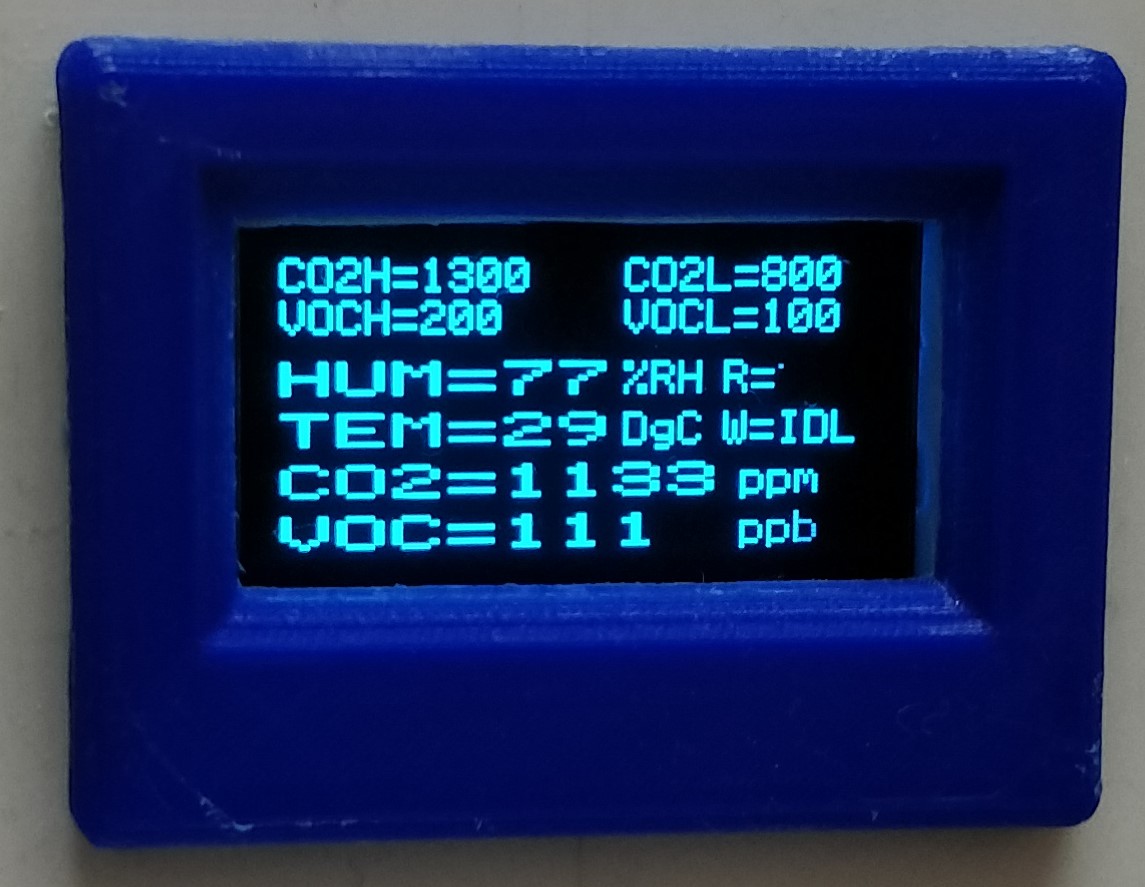 CO2H=1300 CO2L=800
VOCH=200 VOCL=100
HUM=77 %RH R=
TEM=29 DgC W=IDL
CO2=1133 ppm
VOC=111 ppb